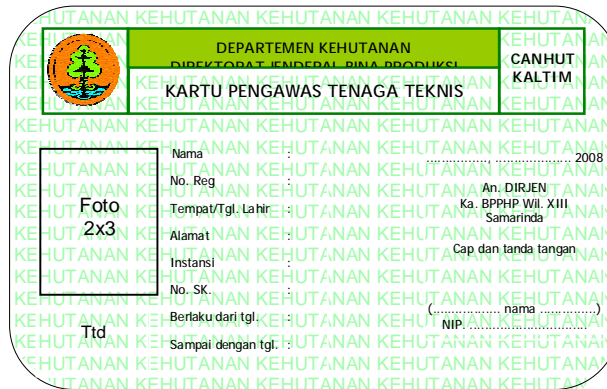 DEPARTEMEN KEHUTANAN
DIREKTORAT JENDERAL BINA PRODUKSI
CANHUT
KALTIM
KARTU PENGAWAS TENAGA TEKNIS
Foto
2x3
Ttd
Nama :
No. Reg :
Tempat/Tgl. Lahir :
Alamat :
Instansi :
No. SK. :
Berlaku dari tgl. :
Sampai dengan tgl. :
................, .................... 2008
An. DIRJEN
Ka. BPPHP Wil. XIII
Samarinda
Cap dan tanda tangan
(.................. nama ...............)
NIP. ...............................